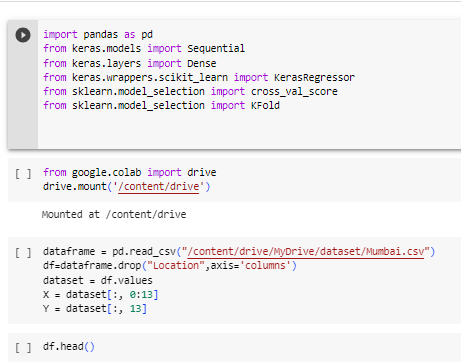 import pandas as pd
from keras.models import Sequential
from keras.layers import Dense
from keras.wrappers.scikit_learn import KerasRegressor
from sklearn.model_selection import cross_val_score
from sklearn.model_selection import KFold
[ ] from google.colab import drive
drive.mount('/content/drive')
Mounted at /content/drive
[ ] dataframe = pd.read_csv("/content/drive/MyDrive/dataset/Mumbai.csv")
df=dataframe.drop("Location",axis='columns')
dataset = df.values
X = dataset[:, 0:13]
Y = dataset[:, 13]
[ ] df.head()